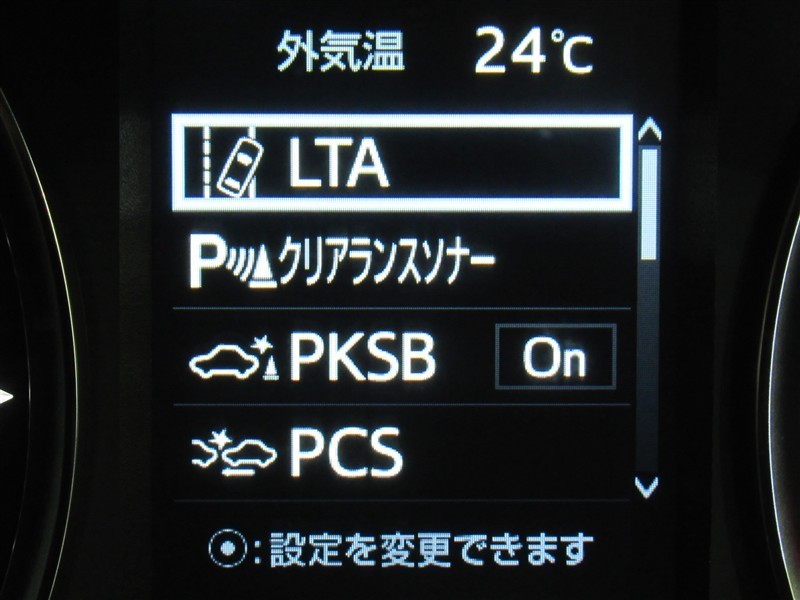 外気温 24℃
LTA
Pクリアランスソナー
PKSB On
PCS
:設定を変更できます